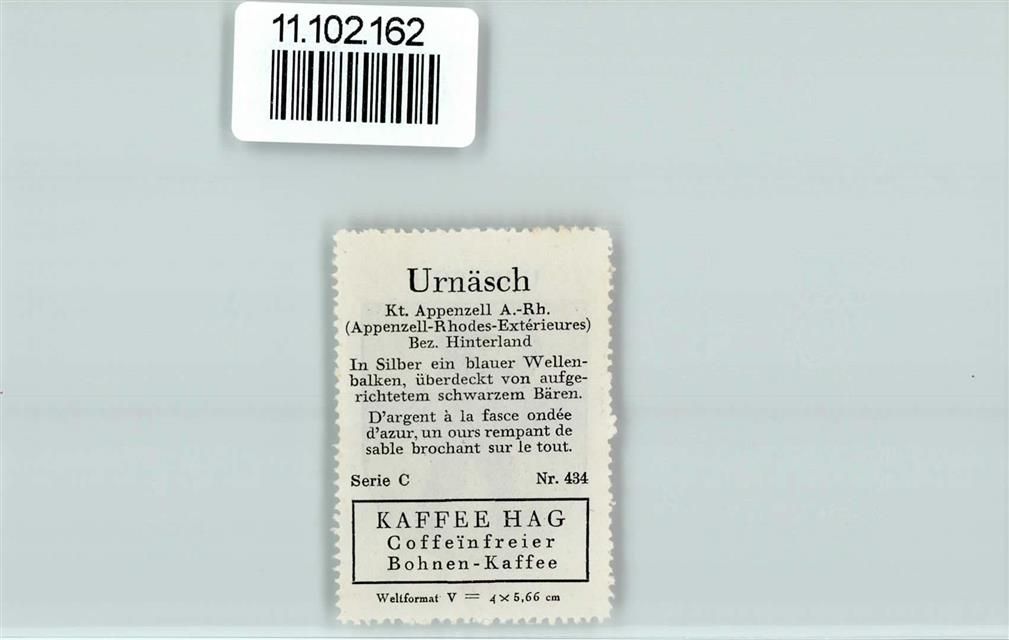 11.102.162
Urnäsch
Kt. Appenzell A.-Rh.
(Appenzell-Rhodes-Extérieures)
Bez. Hinterland
In Silber ein blauer Wellen-
balken, überdeckt von aufge-
richtetem schwarzem Bären.
D'argent à la fasce ondée
d'azur, un ours rempant de
sable brochant sur le tout.
Serie C Nr. 434
KAFFEE HAG
Coffeïnfreier
Bohnen-Kaffee
Weltformat V = 4 × 5,66 cm